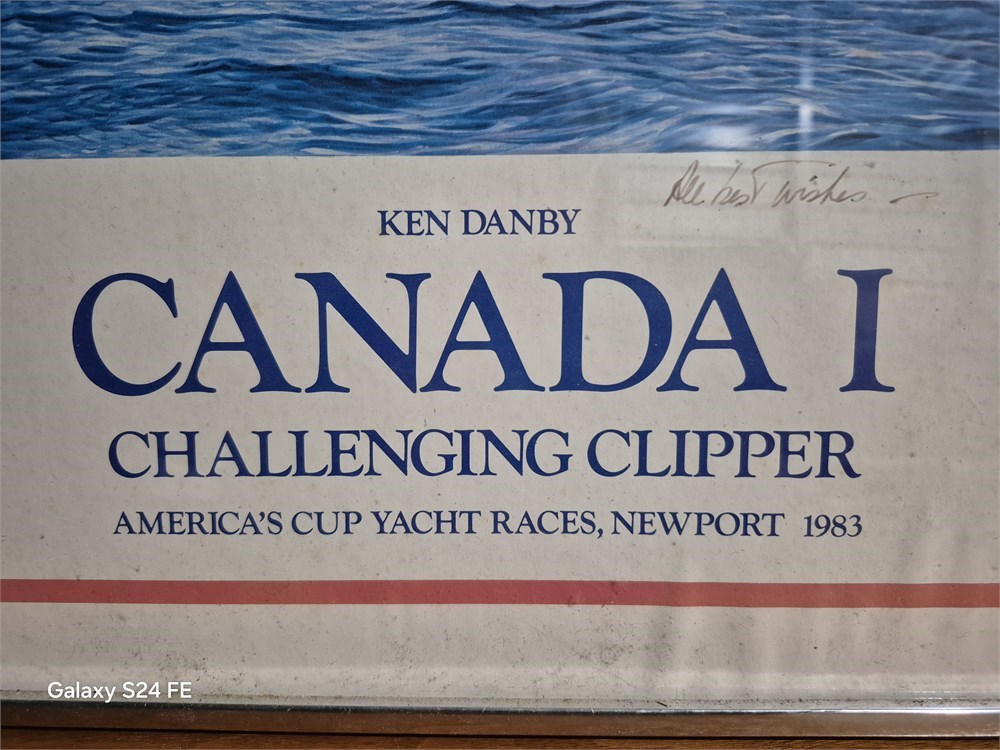 All best wishes —
KEN DANBY
CANADA I
CHALLENGING CLIPPER
AMERICA'S CUP YACHT RACES, NEWPORT 1983
Galaxy S24 FE